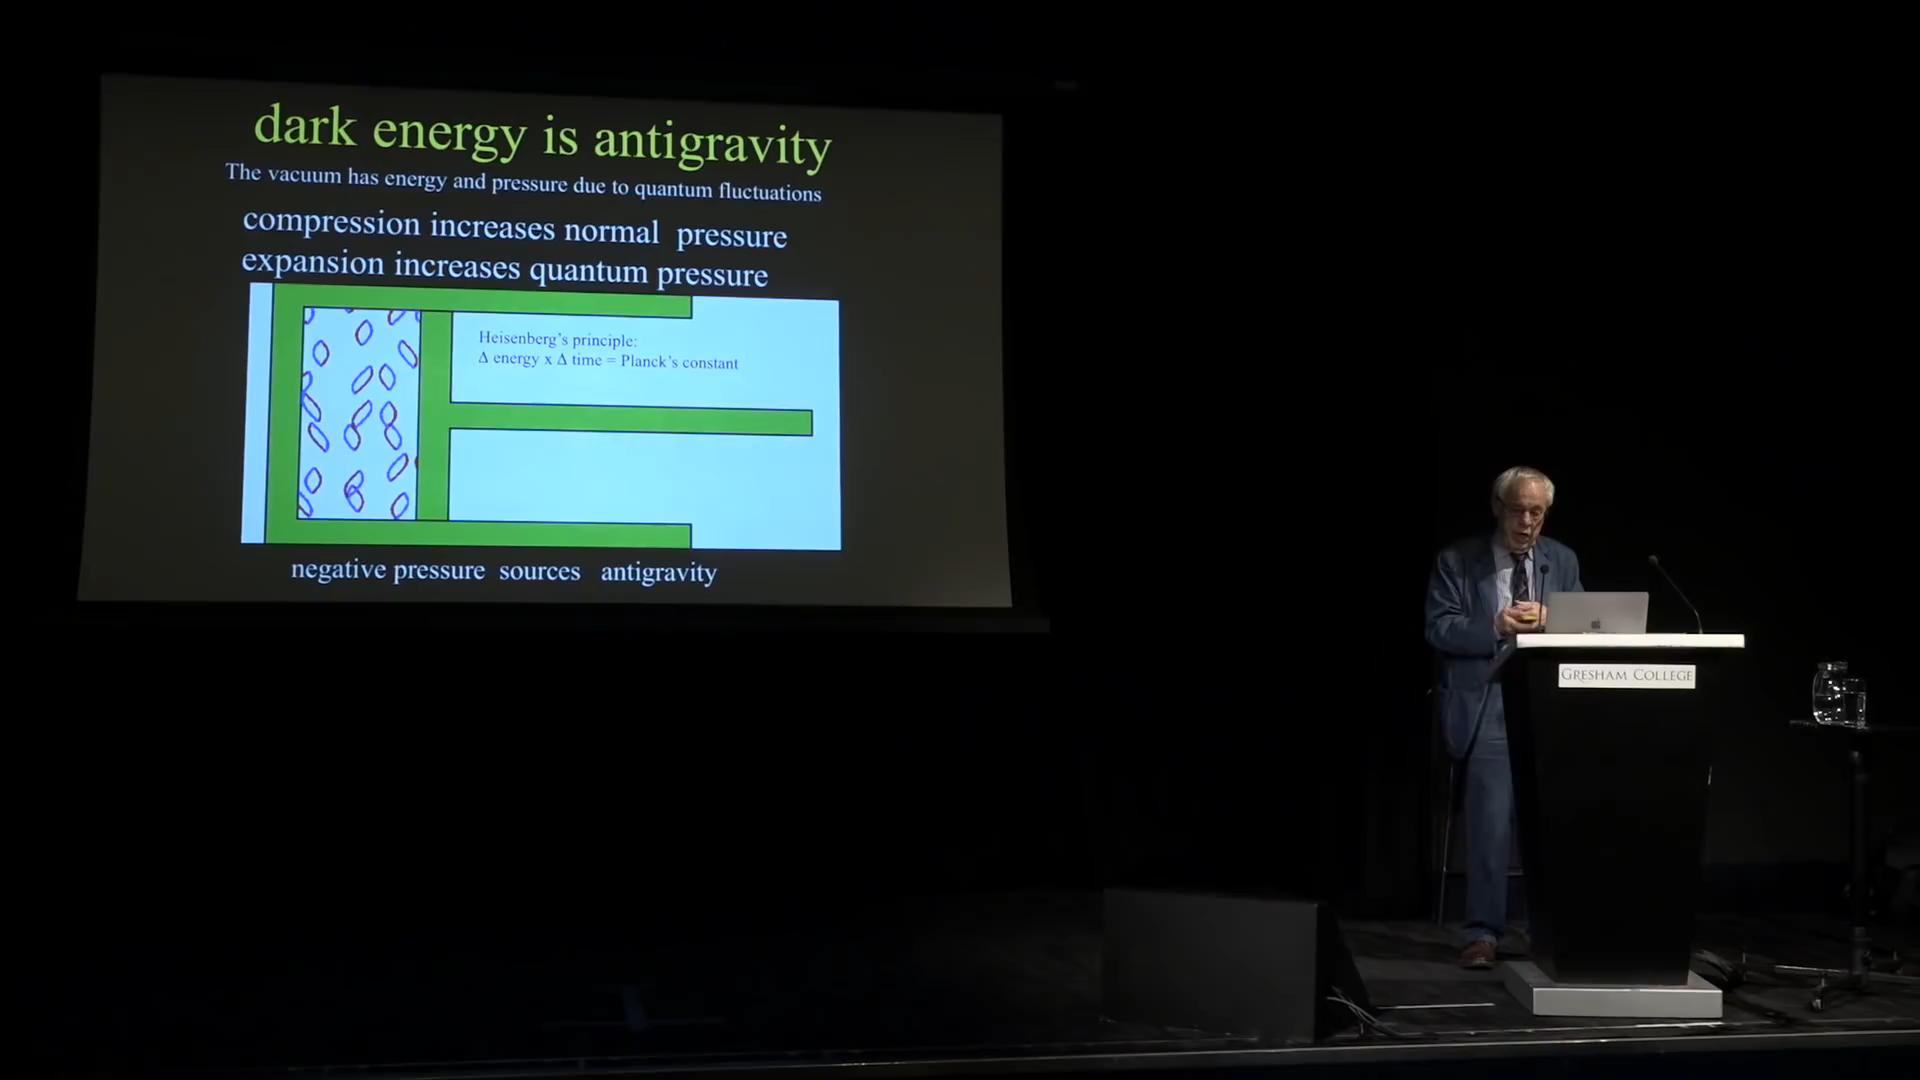 dark energy is antigravity
The vacuum has energy and pressure due to quantum fluctuations
compression increases normal pressure
expansion increases quantum pressure
Heisenberg's principle:
Δ energy x Δ time = Planck's constant
negative pressure sources antigravity
GRESHAM COLLEGE